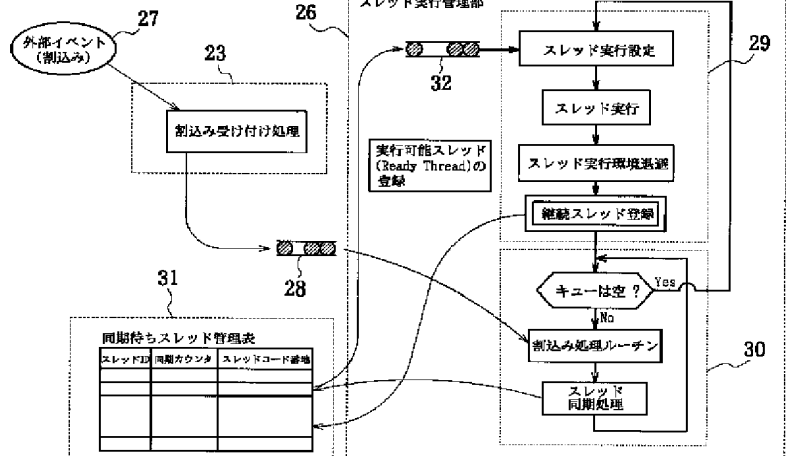 スレッド実行管理部
27
26
外部イベント
(割込み)
23
割込み受け付け処理
32
スレッド実行設定
29
スレッド実行
実行可能スレッド
(Ready Thread)の
登録
スレッド実行環境退避
継続スレッド登録
28
キューは空 ?
Yes
No
31
同期待ちスレッド管理表
スレッドID
同期カウンタ
スレッドコード番地
割込み処理ルーチン
30
スレッド
同期処理